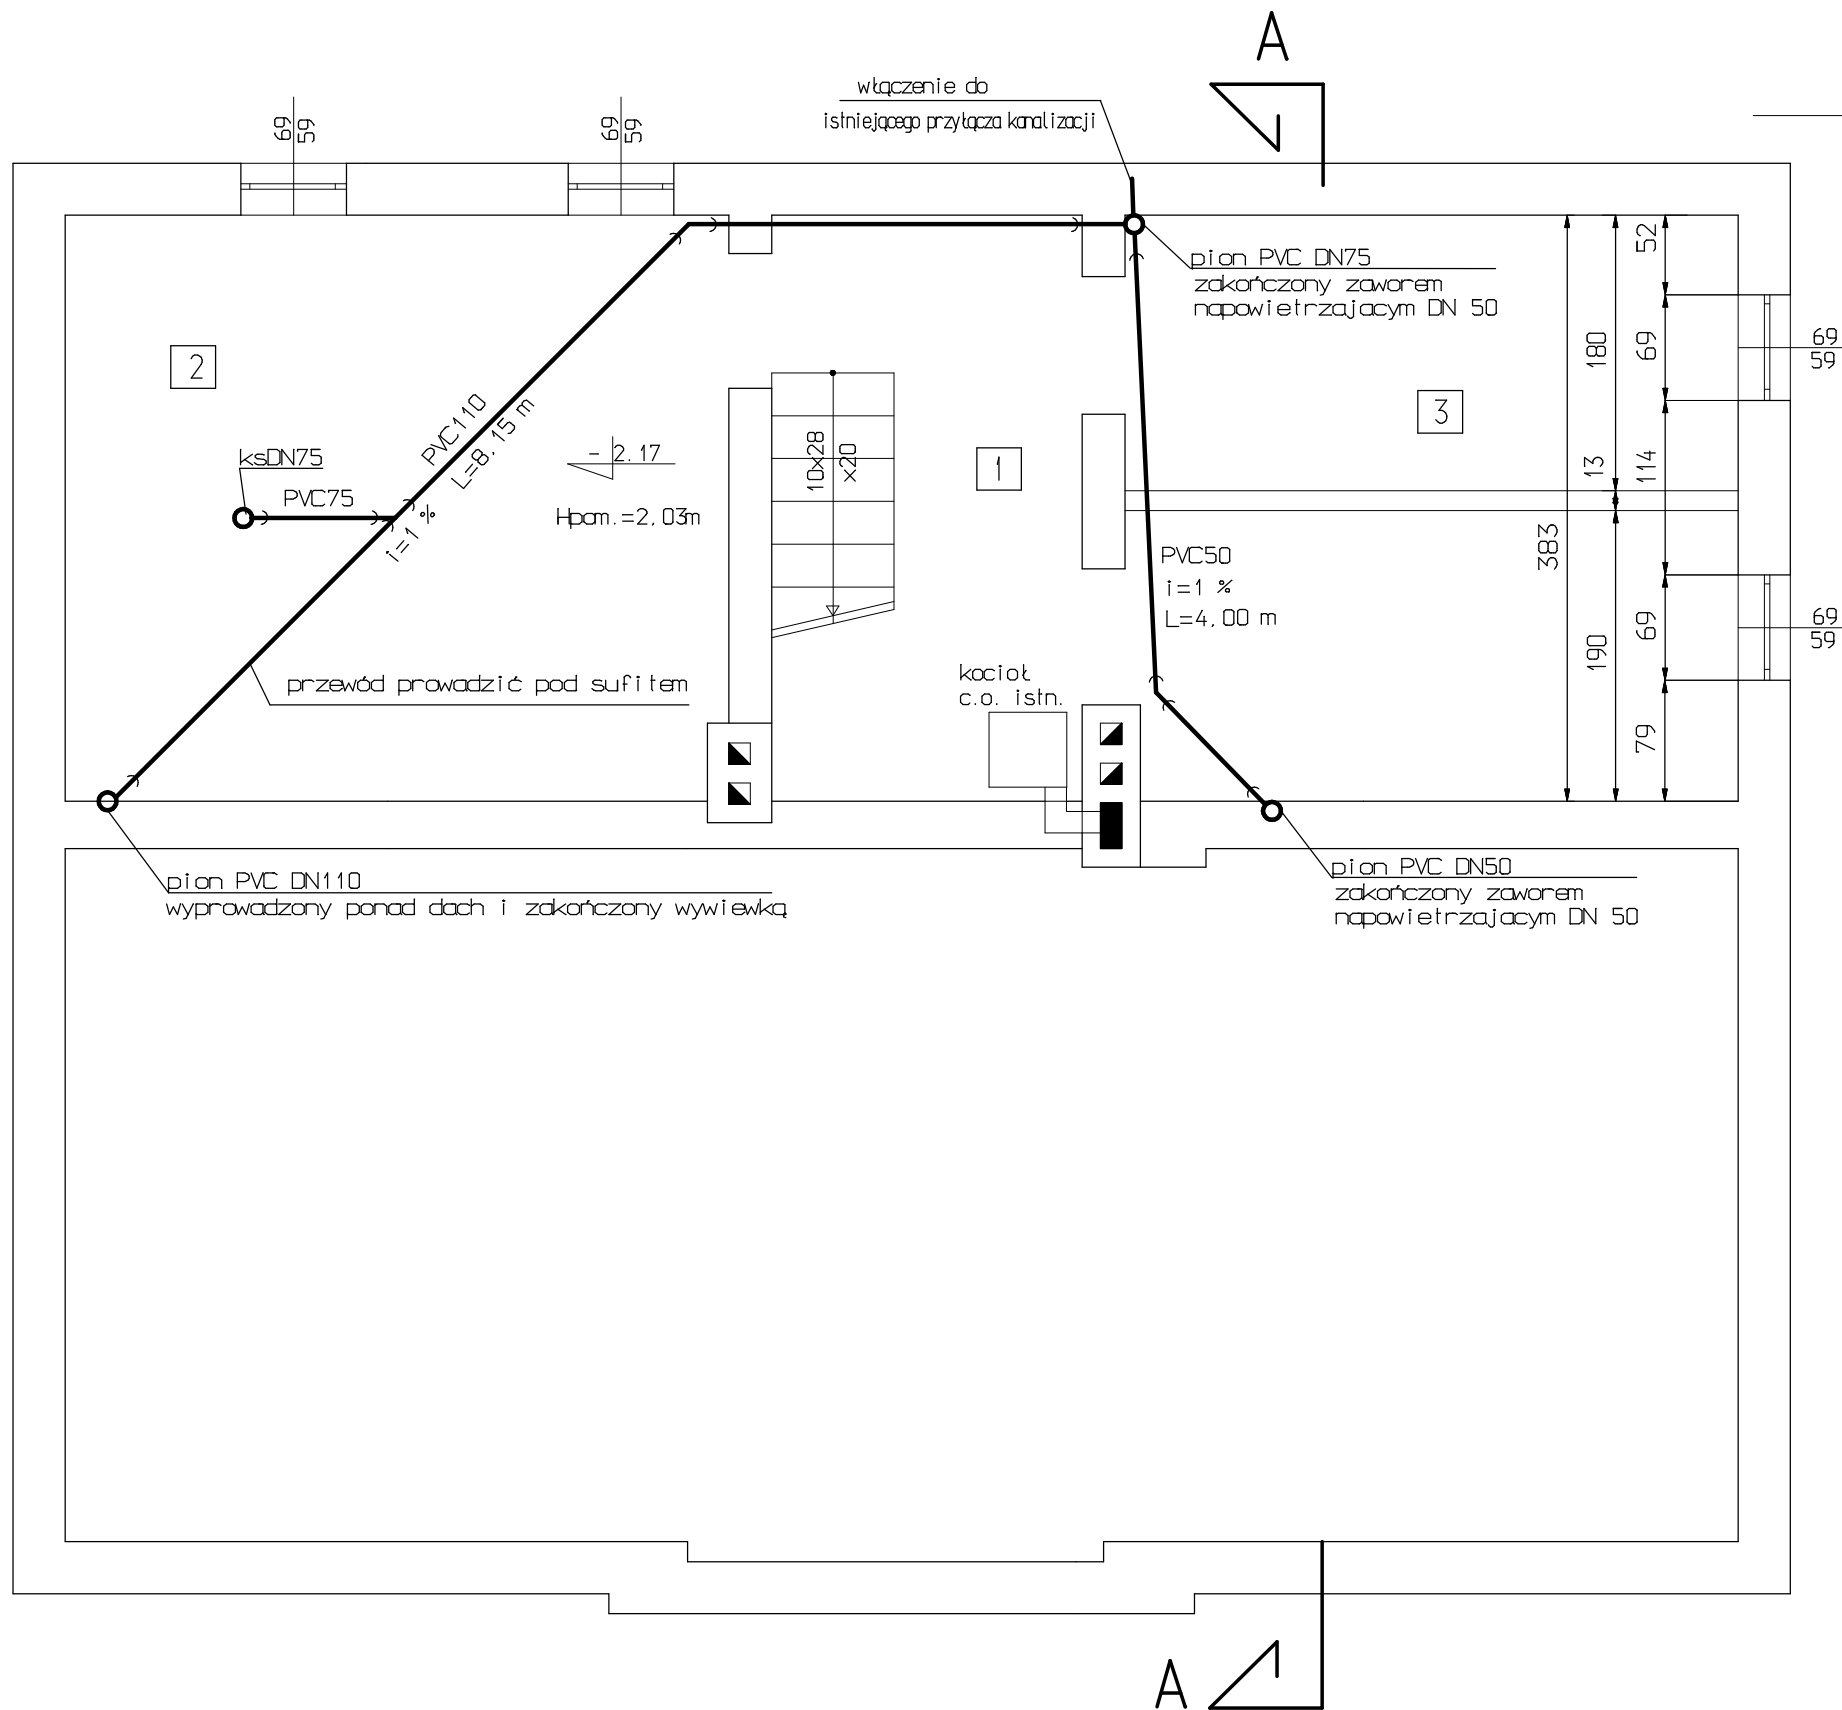 A
włączenie do
istniejącego przyłącza kanalizacji
69
59
69
59
pion PVC DN75
zakończony zaworem
napowietrzajacym DN 50
52
180
69
69
59
2
3
PVC110
L=8,15 m
i=1 %
ksDN75
PVC75
- 2.17
Hpom.=2,03m
10x28
x20
1
13
114
383
PVC50
i=1 %
L=4,00 m
69
69
59
190
79
kocioł
c.o. istn.
przewód prowadzić pod sufitem
pion PVC DN110
wyprowadzony ponad dach i zakończony wywiewką
pion PVC DN50
zakończony zaworem
napowietrzajacym DN 50
A